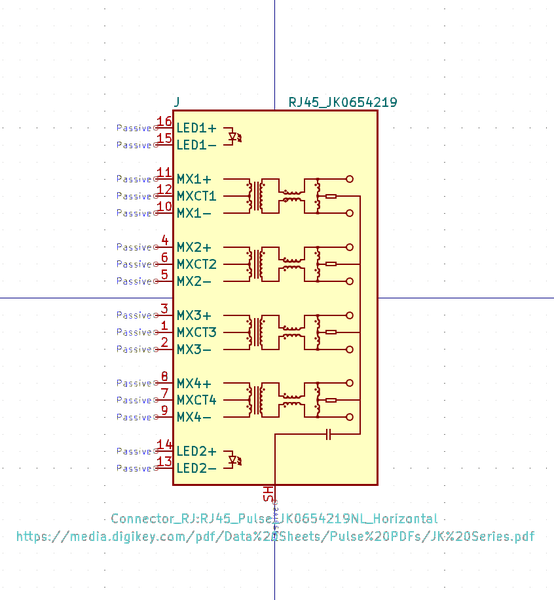 J RJ45_JK0654219
Passive 16 LED1+
Passive 15 LED1-
Passive 11 MX1+
Passive 12 MXCT1
Passive 10 MX1-
Passive 4 MX2+
Passive 6 MXCT2
Passive 5 MX2-
Passive 3 MX3+
Passive 1 MXCT3
Passive 2 MX3-
Passive 8 MX4+
Passive 7 MXCT4
Passive 9 MX4-
Passive 14 LED2+
Passive 13 LED2-
SH
Passive
Connector_RJ:RJ45_Pulse_JK0654219NL_Horizontal
https://media.digikey.com/pdf/Data%20Sheets/Pulse%20PDFs/JK%20Series.pdf